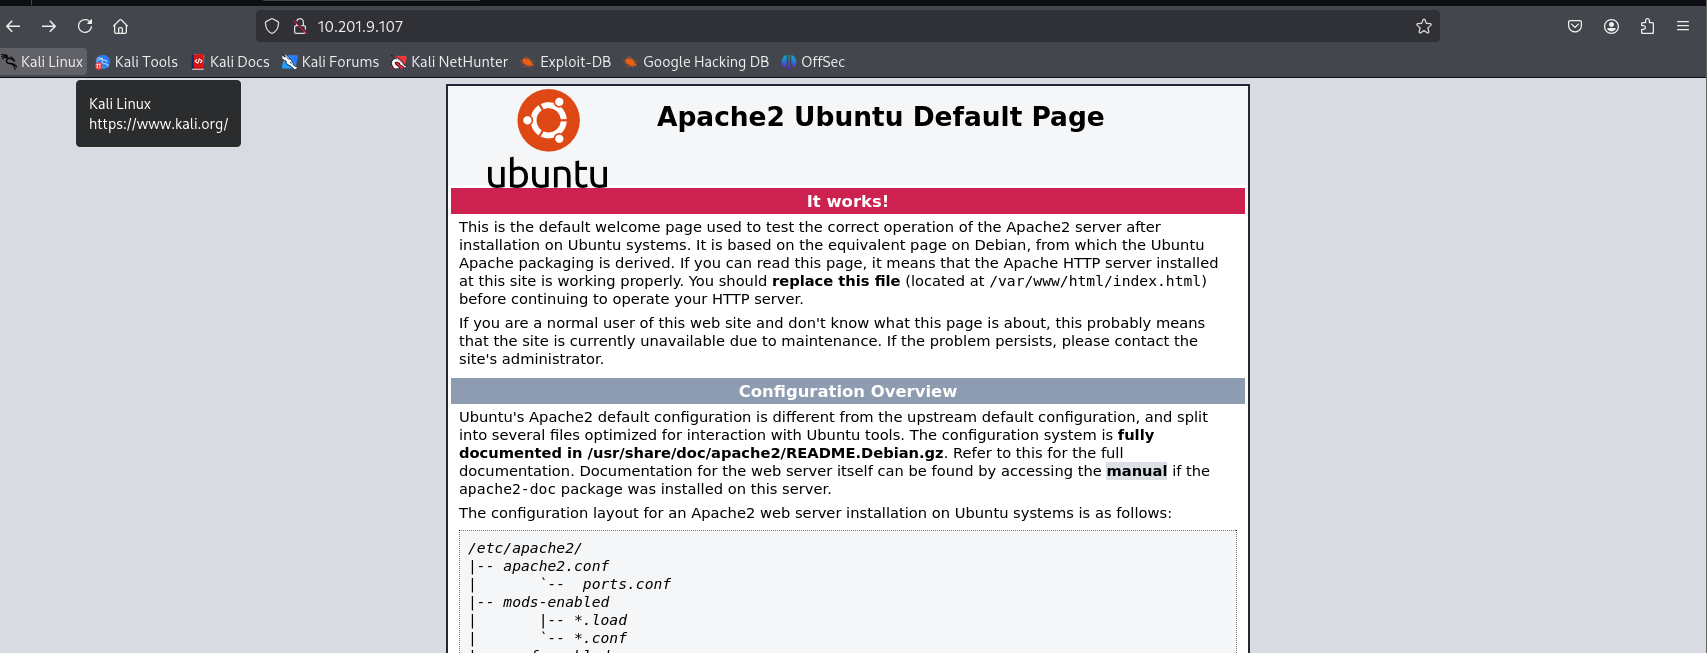 10.201.9.107
Kali Linux Kali Tools Kali Docs Kali Forums Kali NetHunter Exploit-DB Google Hacking DB OffSec
Kali Linux
https://www.kali.org/
Apache2 Ubuntu Default Page
ubuntu
It works!
This is the default welcome page used to test the correct operation of the Apache2 server after
installation on Ubuntu systems. It is based on the equivalent page on Debian, from which the Ubuntu
Apache packaging is derived. If you can read this page, it means that the Apache HTTP server installed
at this site is working properly. You should replace this file (located at /var/www/html/index.html)
before continuing to operate your HTTP server.
If you are a normal user of this web site and don't know what this page is about, this probably means
that the site is currently unavailable due to maintenance. If the problem persists, please contact the
site's administrator.
Configuration Overview
Ubuntu's Apache2 default configuration is different from the upstream default configuration, and split
into several files optimized for interaction with Ubuntu tools. The configuration system is fully
documented in /usr/share/doc/apache2/README.Debian.gz. Refer to this for the full
documentation. Documentation for the web server itself can be found by accessing the manual if the
apache2-doc package was installed on this server.
The configuration layout for an Apache2 web server installation on Ubuntu systems is as follows:
/etc/apache2/
|-- apache2.conf
|       `--  ports.conf
|-- mods-enabled
|       |-- *.load
|       `-- *.conf